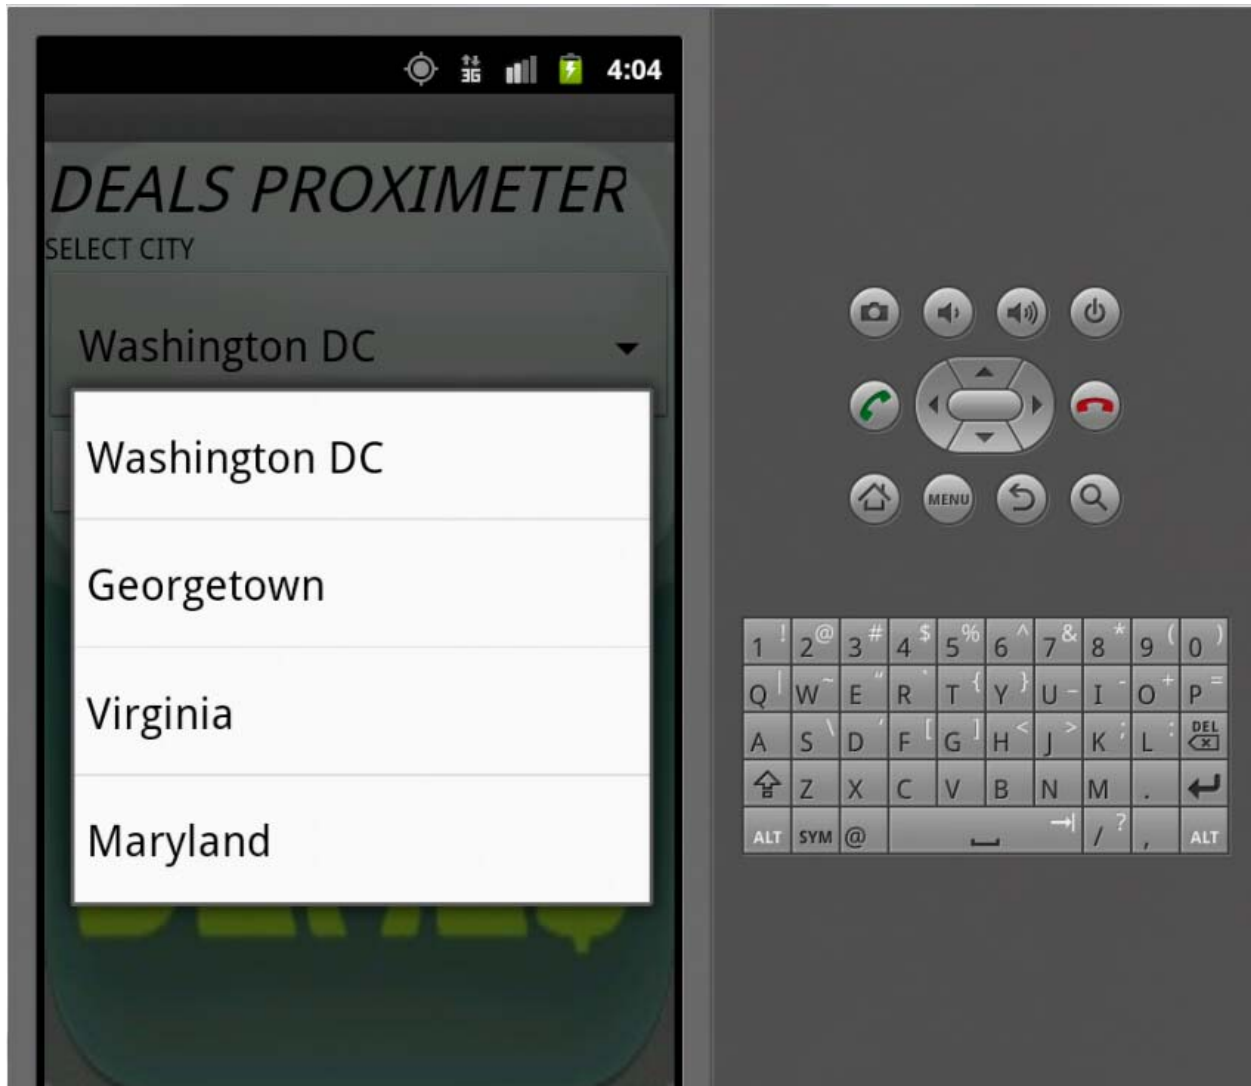 3G 4:04
DEALS PROXIMETER
SELECT CITY
Washington DC
Washington DC
Georgetown
Virginia
Maryland
MENU
1 ! 2 @ 3 # 4 $ 5 % 6 ^ 7 & 8 * 9 ( 0 )
Q | W ~ E " R ` T { Y } U _ I - O + P =
A S \ D ' F [ G ] H < J > K ; L : DEL
Z X C V B N M .
ALT SYM @ / ? , ALT